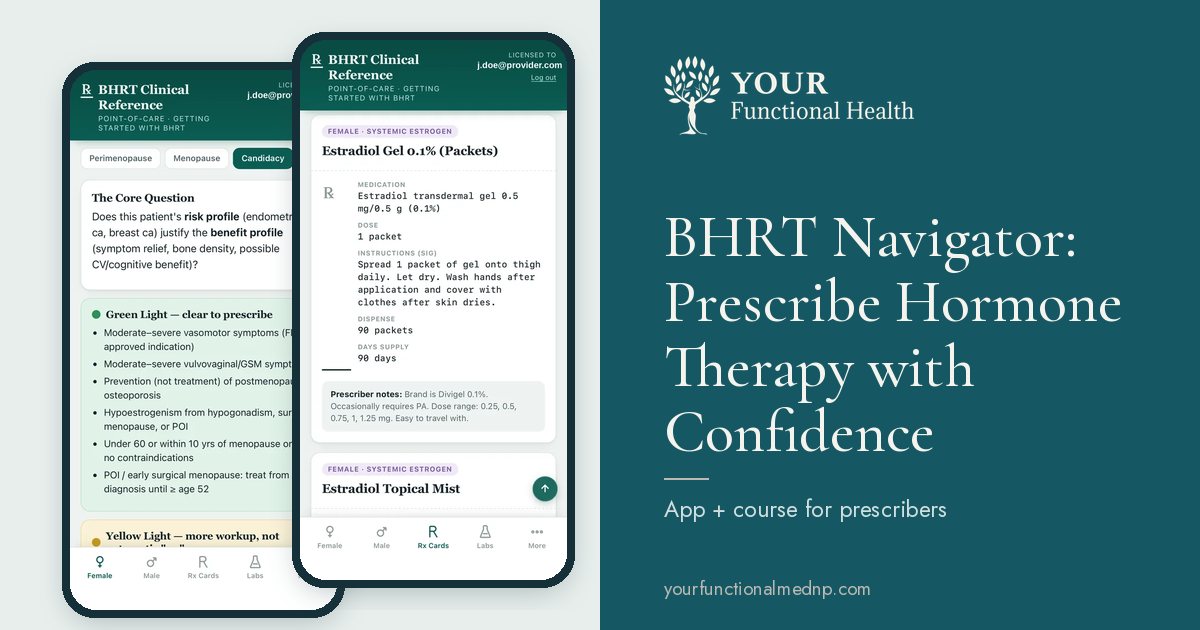 BHRT Clinical
Reference
POINT-OF-CARE · GETTING
STARTED WITH BHRT
Perimenopause
Menopause
Candidacy
The Core Question
Does this patient's risk profile
ca, breast ca) justify the benefit profile
(symptom relief, bone density, possible
CV/cognitive benefit)?
Green Light — clear to prescribe
Moderate–severe vasomotor symptoms
approved indication)
Moderate–severe vulvovaginal/GSM
Prevention (not treatment) of
osteoporosis
Hypoestrogenism from hypogonadism,
menopause, or POI
Under 60 or within 10 yrs of menopause
no contraindications
POI / early surgical menopause: treat from
diagnosis until ≥ age 52
Yellow Light — more workup, not
Female
Male
Rx Cards
Labs
R BHRT Clinical
Reference
POINT-OF-CARE · GETTING
STARTED WITH BHRT
LICENSED TO
j.doe@provider.com
Log out
FEMALE · SYSTEMIC ESTROGEN
Estradiol Gel 0.1% (Packets)
℞
MEDICATION
Estradiol transdermal gel 0.5
mg/0.5 g (0.1%)
DOSE
1 packet
INSTRUCTIONS (SIG)
Spread 1 packet of gel onto thigh
daily. Let dry. Wash hands after
application and cover with
clothes after skin dries.
DISPENSE
90 packets
DAYS SUPPLY
90 days
Prescriber notes: Brand is Divigel 0.1%.
Occasionally requires PA. Dose range: 0.25, 0.5,
0.75, 1, 1.25 mg. Easy to travel with.
FEMALE · SYSTEMIC ESTROGEN
Estradiol Topical Mist
Female
Male
Rx Cards
Labs
More
YOUR
Functional Health
BHRT Navigator:
Prescribe Hormone
Therapy with
Confidence
App + course for prescribers
yourfunctionalmednp.com